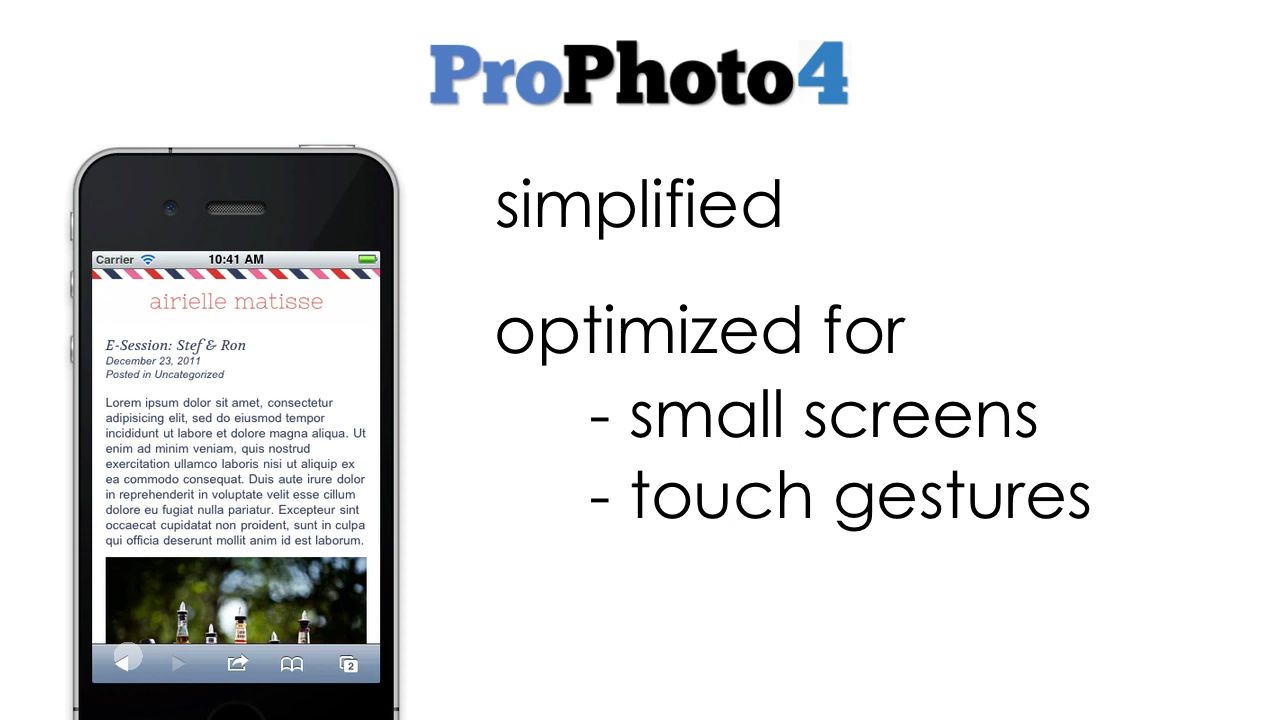 ProPhoto4
simplified
optimized for
- small screens
- touch gestures
Carrier 10:41 AM
airielle matisse
E-Session: Stef & Ron
December 23, 2011
Posted in Uncategorized
Lorem ipsum dolor sit amet, consectetur
adipisicing elit, sed do eiusmod tempor
incididunt ut labore et dolore magna aliqua. Ut
enim ad minim veniam, quis nostrud
exercitation ullamco laboris nisi ut aliquip ex
ea commodo consequat. Duis aute irure dolor
in reprehenderit in voluptate velit esse cillum
dolore eu fugiat nulla pariatur. Excepteur sint
occaecat cupidatat non proident, sunt in culpa
qui officia deserunt mollit anim id est laborum.
2